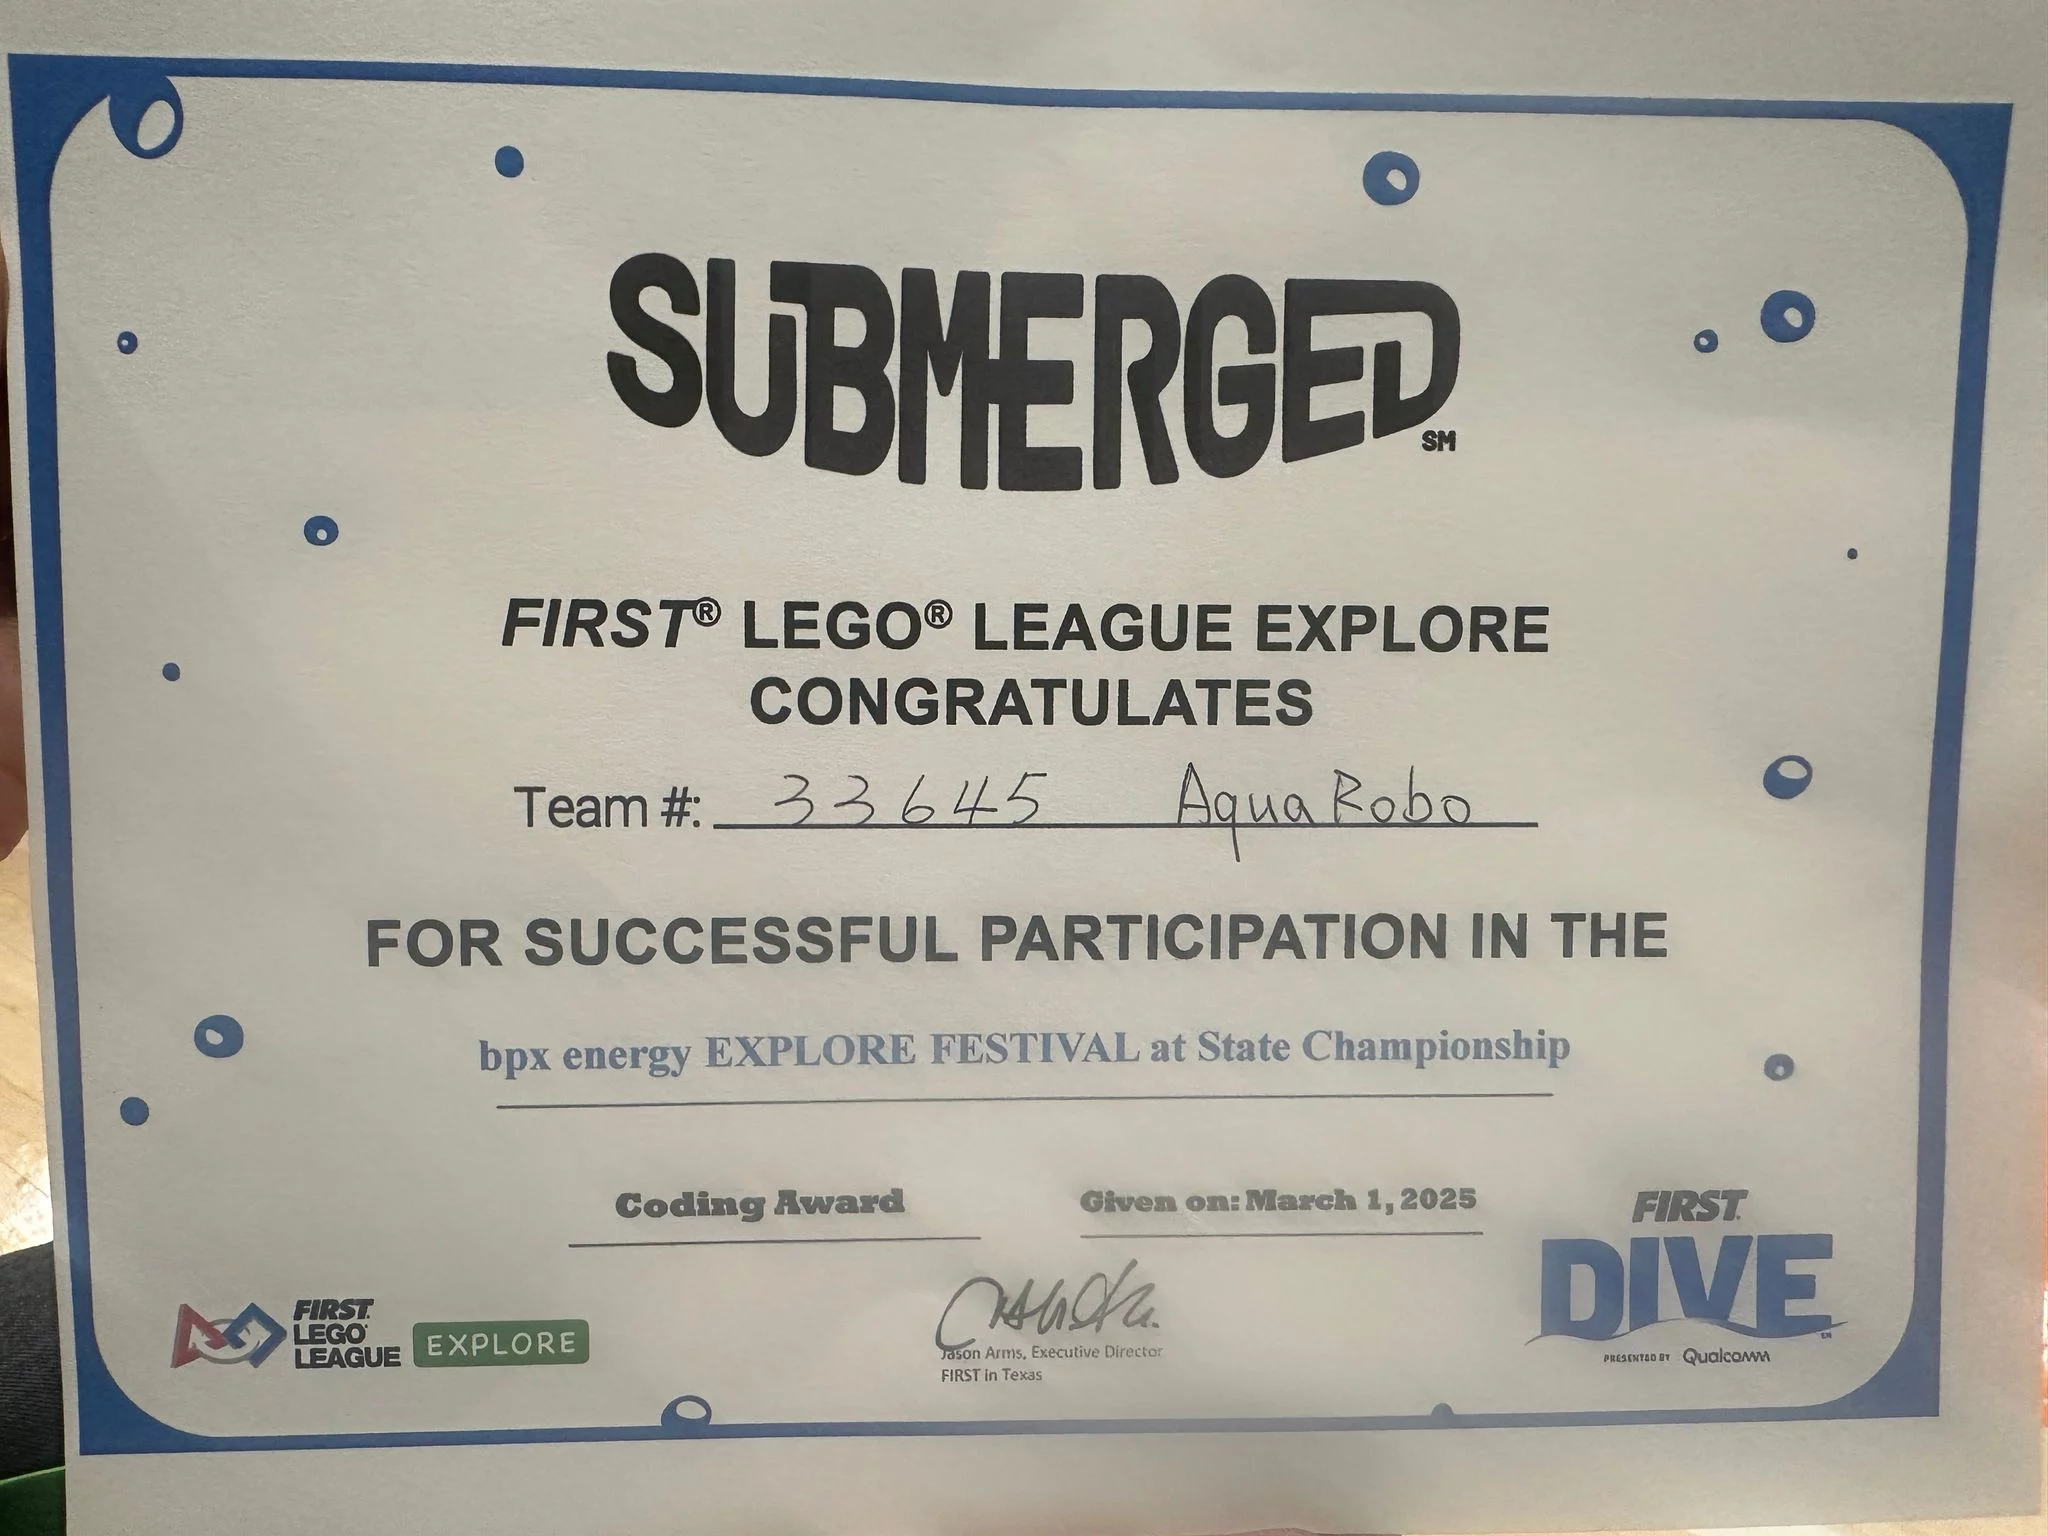 SUBMERGED
SM
FIRST® LEGO® LEAGUE EXPLORE
CONGRATULATES
Team #: 33645 AquaRobo
FOR SUCCESSFUL PARTICIPATION IN THE
bpx energy EXPLORE FESTIVAL at State Championship
Coding Award
Given on: March 1, 2025
FIRST
LEGO
LEAGUE
EXPLORE
Jason Arms, Executive Director
FIRST in Texas
FIRST
DIVE
PRESENTED BY Qualcomm